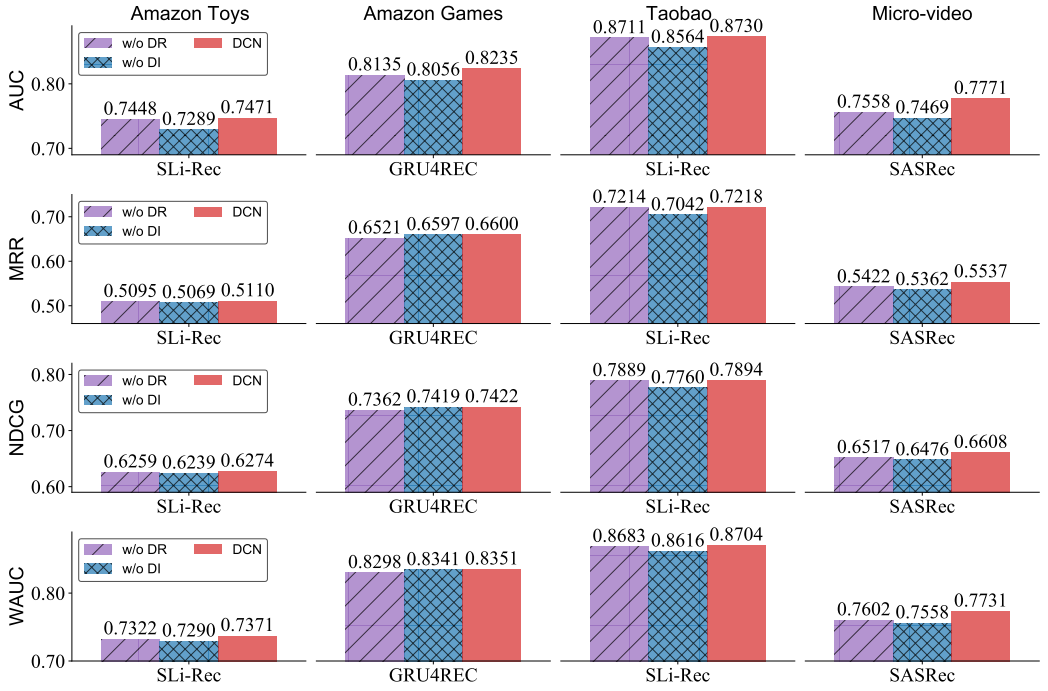 Amazon Toys Amazon Games Taobao Micro-video
AUC
0.80
0.70
w/o DR DCN
w/o DI
0.7448 0.7289 0.7471
0.8135 0.8056 0.8235
0.8711 0.8564 0.8730
0.7558 0.7469 0.7771
SLi-Rec GRU4REC SLi-Rec SASRec
MRR
0.70
0.60
0.50
w/o DR DCN
w/o DI
0.5095 0.5069 0.5110
0.6521 0.6597 0.6600
0.7214 0.7042 0.7218
0.5422 0.5362 0.5537
SLi-Rec GRU4REC SLi-Rec SASRec
NDCG
0.80
0.70
0.60
w/o DR DCN
w/o DI
0.6259 0.6239 0.6274
0.7362 0.7419 0.7422
0.7889 0.7760 0.7894
0.6517 0.6476 0.6608
SLi-Rec GRU4REC SLi-Rec SASRec
WAUC
0.80
0.70
w/o DR DCN
w/o DI
0.7322 0.7290 0.7371
0.8298 0.8341 0.8351
0.8683 0.8616 0.8704
0.7602 0.7558 0.7731
SLi-Rec GRU4REC SLi-Rec SASRec